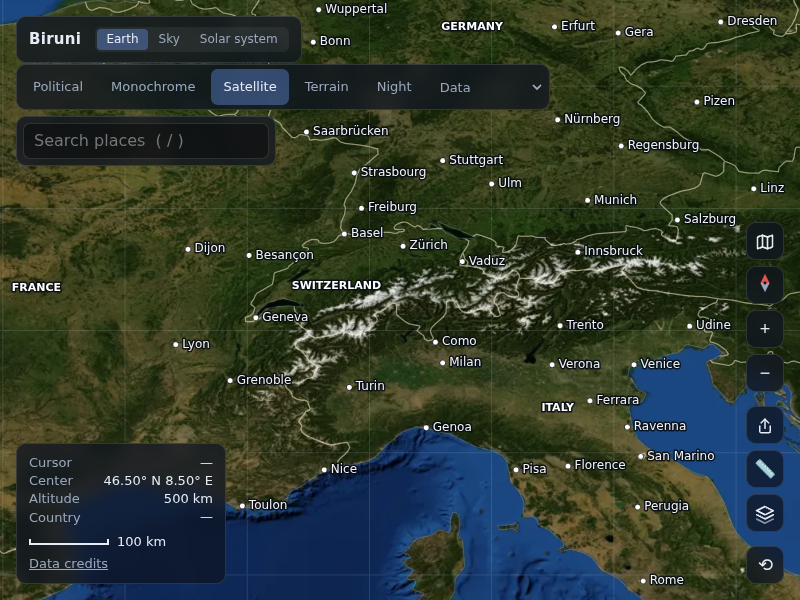 Wuppertal
Biruni
Earth
Sky
Solar system
GERMANY
Erfurt
Dresden
Gera
Bonn
Political
Monochrome
Satellite
Terrain
Night
Data
Pizen
Search places ( / )
Saarbrücken
Nürnberg
Regensburg
Strasbourg
Stuttgart
Ulm
Linz
Munich
Freiburg
Salzburg
Basel
Zürich
Dijon
Besançon
Innsbruck
Vaduz
FRANCE
SWITZERLAND
Geneva
Trento
Udine
+
Lyon
Como
Milan
Verona
Venice
−
Grenoble
Turin
ITALY
Ferrara
Genoa
Ravenna
San Marino
Nice
Pisa
Florence
Toulon
Perugia
Rome
Cursor —
Center 46.50° N 8.50° E
Altitude 500 km
Country —
100 km
Data credits